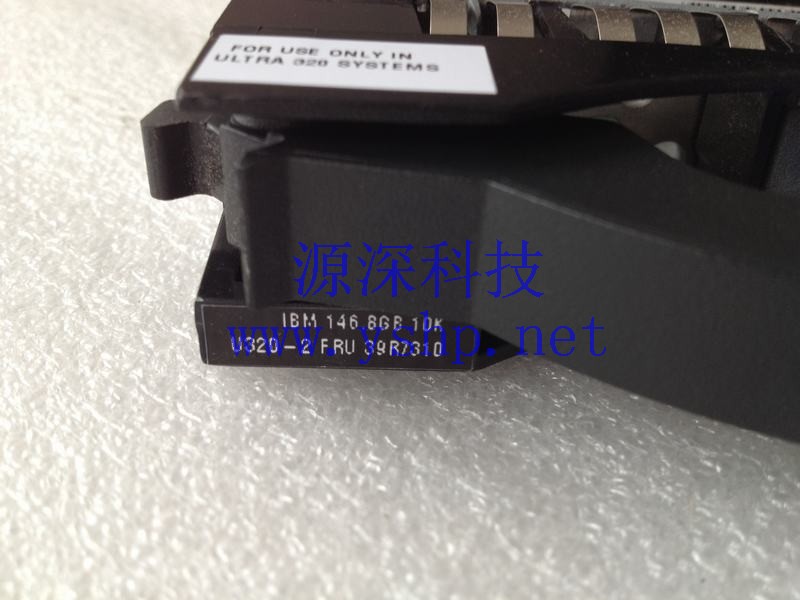 FOR USE ONLY IN
ULTRA 320 SYSTEMS
源深科技
IBM 146.8GB 10K
U320-2 FRU 39R7310
www.yshp.net